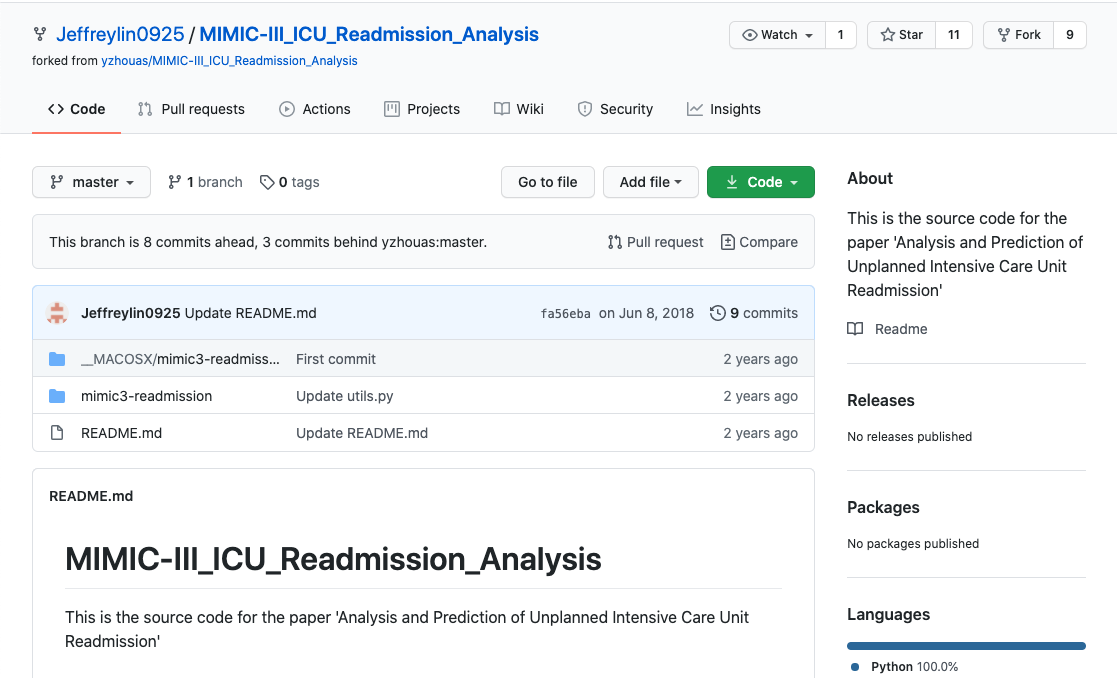 Jeffreylin0925 / MIMIC-III_ICU_Readmission_Analysis
Watch 1 Star 11 Fork 9
forked from yzhouas/MIMIC-III_ICU_Readmission_Analysis
Code Pull requests Actions Projects Wiki Security Insights
master 1 branch 0 tags Go to file Add file Code
This branch is 8 commits ahead, 3 commits behind yzhouas:master. Pull request Compare
Jeffreylin0925 Update README.md fa56eba on Jun 8, 2018 9 commits
__MACOSX/mimic3-readmiss... First commit 2 years ago
mimic3-readmission Update utils.py 2 years ago
README.md Update README.md 2 years ago
README.md
MIMIC-III_ICU_Readmission_Analysis
This is the source code for the paper 'Analysis and Prediction of Unplanned Intensive Care Unit
Readmission'
About
This is the source code for the
paper 'Analysis and Prediction of
Unplanned Intensive Care Unit
Readmission'
Readme
Releases
No releases published
Packages
No packages published
Languages
Python 100.0%